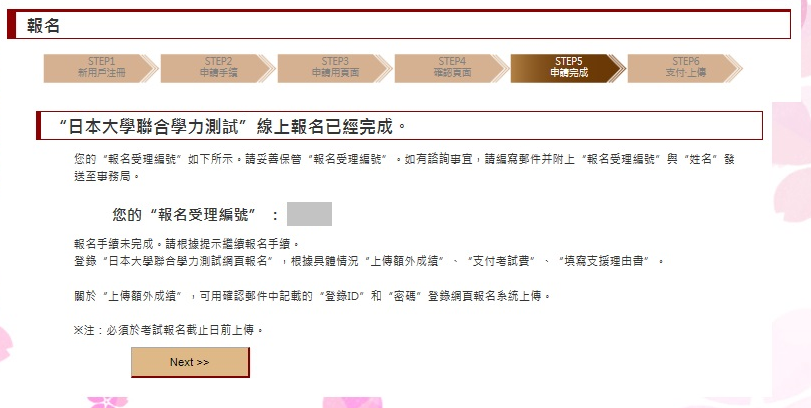 報名
STEP1
新用戶注冊
STEP2
申請手續
STEP3
申請用頁面
STEP4
確認頁面
STEP5
申請完成
STEP6
支付·上傳
“日本大學聯合學力測試”線上報名已經完成。
您的“報名受理編號”如下所示。請妥善保管“報名受理編號”。如有諮詢事宜，請編寫郵件并附上“報名受理編號”與“姓名”發
送至事務局。
您的“報名受理編號” ：
報名手續未完成。請根據提示繼續報名手續。
登錄“日本大學聯合學力測試網頁報名”，根據具體情況“上傳額外成績”、“支付考試費”、“填寫支援理由書”。
關於“上傳額外成績”，可用確認郵件中記載的“登錄ID”和“密碼”登錄網頁報名系統上傳。
※注：必須於考試報名截止日前上傳。
Next >>